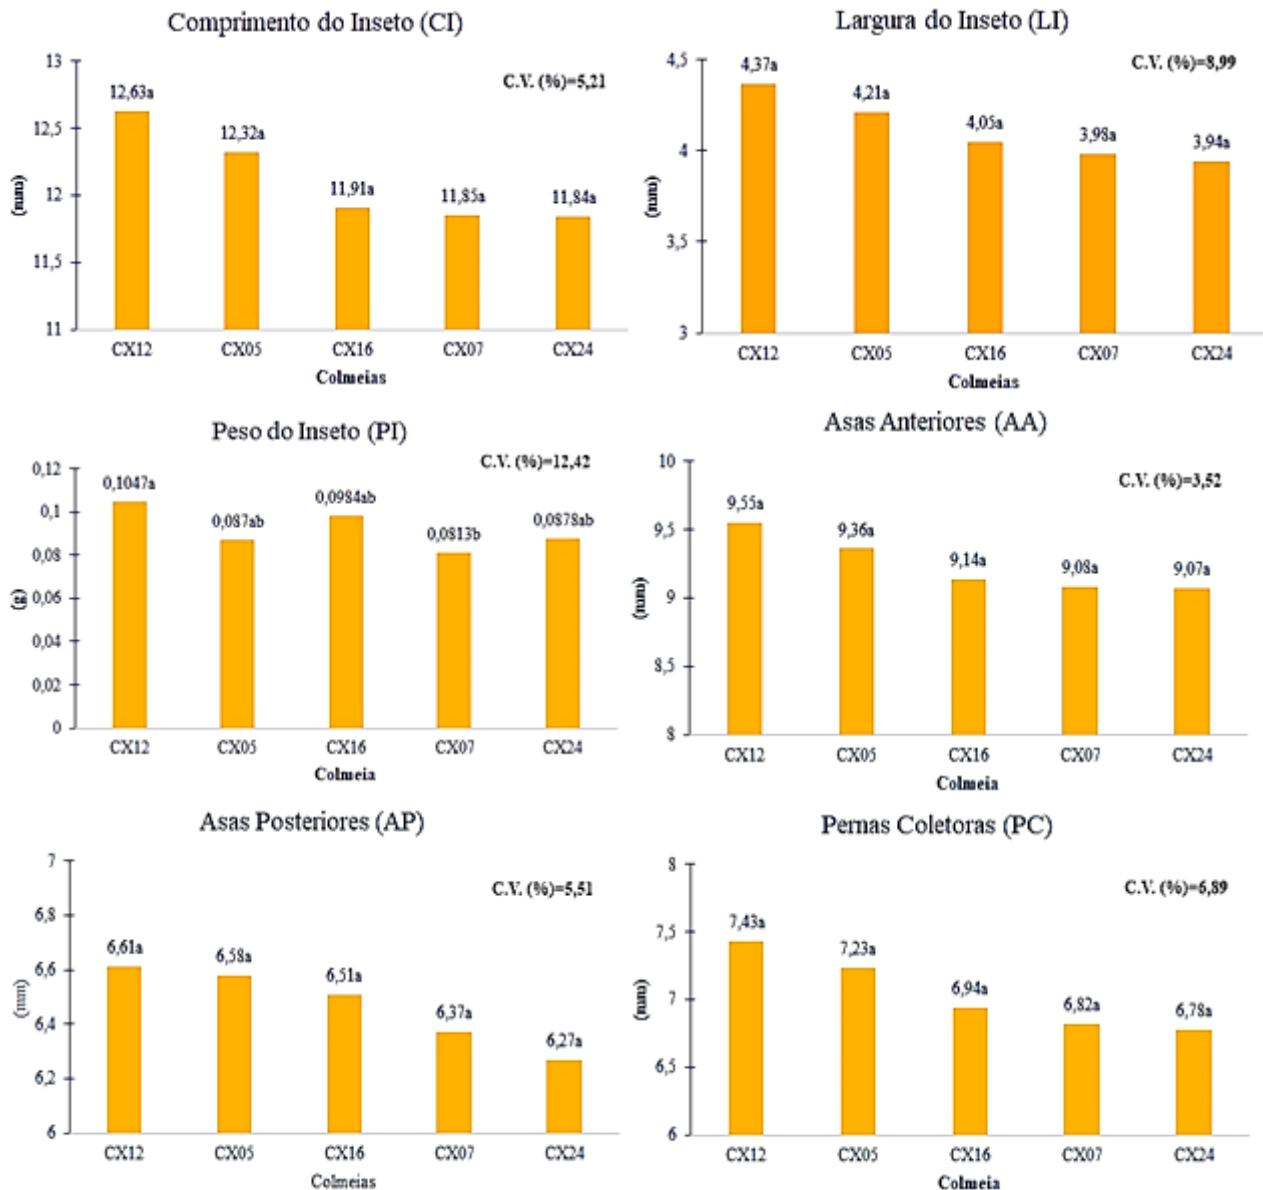 Comprimento do Inseto (CI)
C.V. (%)=5,21
(mm)
13
12,5
12
11,5
11
12,63a
12,32a
11,91a
11,85a
11,84a
CX12 CX05 CX16 CX07 CX24
Colmeias
Largura do Inseto (LI)
C.V. (%)=8,99
(mm)
4,5
4
3,5
3
4,37a
4,21a
4,05a
3,98a
3,94a
CX12 CX05 CX16 CX07 CX24
Colmeias
Peso do Inseto (PI)
C.V. (%)=12,42
(g)
0,12
0,1
0,08
0,06
0,04
0,02
0
0,1047a
0,087ab
0,0984ab
0,0813b
0,0878ab
CX12 CX05 CX16 CX07 CX24
Colmeia
Asas Anteriores (AA)
C.V. (%)=3,52
(mm)
10
9,5
9
8,5
8
9,55a
9,36a
9,14a
9,08a
9,07a
CX12 CX05 CX16 CX07 CX24
Colmeia
Asas Posteriores (AP)
C.V. (%)=5,51
(mm)
7
6,8
6,6
6,4
6,2
6
6,61a
6,58a
6,51a
6,37a
6,27a
CX12 CX05 CX16 CX07 CX24
Colmeias
Pernas Coletoras (PC)
C.V. (%)=6,89
(mm)
8
7,5
7
6,5
6
7,43a
7,23a
6,94a
6,82a
6,78a
CX12 CX05 CX16 CX07 CX24
Colmeia